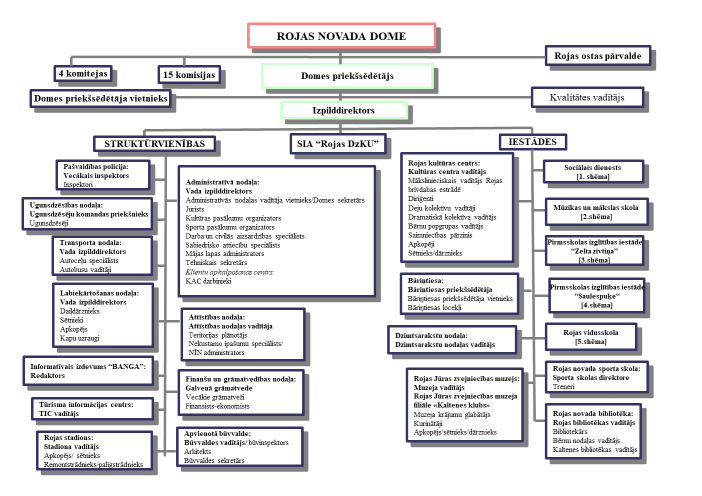 ROJAS NOVADA DOME
Rojas ostas pārvalde
4 komitejas
15 komisijas
Domes priekšsēdētājs
Domes priekšsēdētāja vietnieks
Kvalitātes vadītājs
Izpilddirektors
STRUKTŪRVIENĪBAS
SIA “Rojas DzKU”
IESTĀDES
Pašvaldības policija:
Vecākais inspektors
Inspektori
Ugunsdzēsības nodaļa:
Ugunsdzēsēju komandas priekšnieks
Ugunsdzēsēji
Transporta nodaļa:
Vada izpilddirektors
Autoceļu speciālists
Autobusu vadītāji
Labiekārtošanas nodaļa:
Vada izpilddirektors
Daiļdārznieks
Sētnieki
Apkopējs
Kapu uzraugi
Informatīvais izdevums “BANGA”:
Redaktors
Tūrisma informācijas centrs:
TIC vadītājs
Rojas stadions:
Stadiona vadītājs
Apkopējs/ sētnieks
Remontstrādnieks/palīgstrādnieks
Administratīvā nodaļa:
Vada izpilddirektors
Administratīvās nodaļas vadītāja vietnieks/Domes sekretārs
Jurists
Kultūras pasākumu organizators
Sporta pasākumu organizators
Darba un civilās aizsardzības speciālists
Sabiedrisko attiecību speciālists
Mājas lapas administrators
Tehniskais sekretārs
Klientu apkalpošanas centrs:
KAC darbinieki
Attīstības nodaļa:
Attīstības nodaļas vadītāja
Teritorijas plānotājs
Nekustamo īpašumu speciālists/
NĪN administrators
Finanšu un grāmatvedības nodaļa:
Galvenā grāmatvede
Vecākie grāmatveži
Finansists-ekonomists
Apvienotā būvvalde:
Būvvaldes vadītājs/būvinspektors
Arhitekts
Būvvaldes sekretārs
Rojas kultūras centrs:
Kultūras centra vadītājs
Mākslinieciskais vadītājs Rojas
brīvdabas estrādē
Diriģenti
Deju kolektīvu vadītāji
Dramatiskā kolektīva vadītājs
Bērnu popgrupas vadītājs
Saimniecības pārzinis
Apkopēji
Sētnieks/dārznieks
Bāriņtiesa:
Bāriņtiesas priekšsēdētāja
Bāriņtiesas priekšsēdētāja vietnieks
Bāriņtiesas locekļi
Dzimtsarakstu nodaļa:
Dzimtsarakstu nodaļas vadītājs
Rojas Jūras zvejniecības muzejs:
Muzeja vadītājs
Rojas Jūras zvejniecības muzeja
filiāle «Kaltenes klubs»
Muzeja krājumu glabātājs
Kurinātāji
Apkopējs/sētnieks/dārznieks
Sociālais dienests
[1. shēma]
Mūzikas un mākslas skola
[2.shēma]
Pirmsskolas izglītības iestāde
“Zelta zivtiņa”
[3.shēma]
Pirmsskolas izglītības iestāde
“Saulespuķe”
[4.shēma]
Rojas vidusskola
[5.shēma]
Rojas novada sporta skola:
Sporta skolas direktore
Treneri
Rojas novada bibliotēka:
Rojas bibliotēkas vadītājs
Bibliotekārs
Bērnu nodaļas vadītājs
Kaltenes bibliotēkas vadītājs